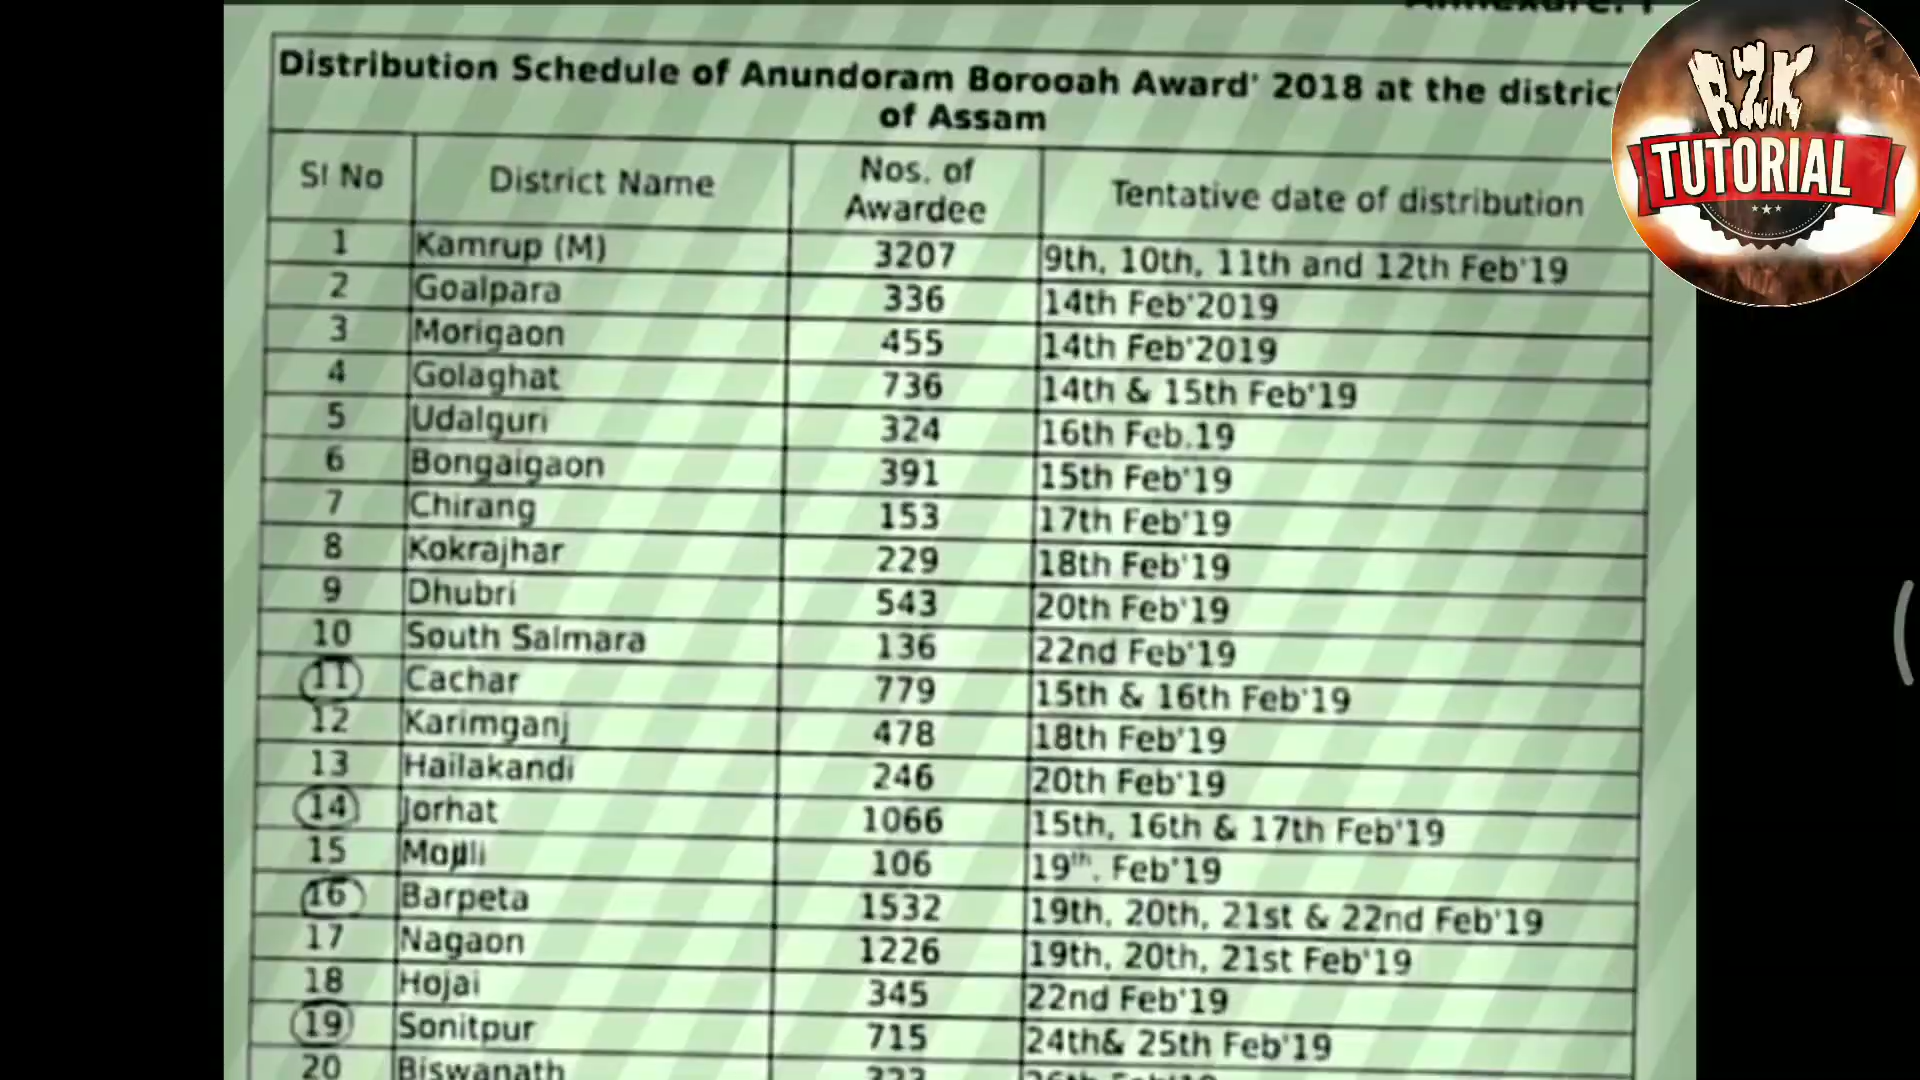 Annexure: I
Distribution Schedule of Anundoram Borooah Award' 2018 at the distric
of Assam
Sl No District Name Nos. of Awardee Tentative date of distribution
1 Kamrup (M) 3207 9th, 10th, 11th and 12th Feb'19
2 Goalpara 336 14th Feb'2019
3 Morigaon 455 14th Feb'2019
4 Golaghat 736 14th & 15th Feb'19
5 Udalguri 324 16th Feb.19
6 Bongaigaon 391 15th Feb'19
7 Chirang 153 17th Feb'19
8 Kokrajhar 229 18th Feb'19
9 Dhubri 543 20th Feb'19
10 South Salmara 136 22nd Feb'19
11 Cachar 779 15th & 16th Feb'19
12 Karimganj 478 18th Feb'19
13 Hailakandi 246 20th Feb'19
14 Jorhat 1066 15th, 16th & 17th Feb'19
15 106 19th. Feb'19
16 Barpeta 1532 19th, 20th, 21st & 22nd Feb'19
17 Nagaon 1226 19th, 20th, 21st Feb'19
18 Hojai 345 22nd Feb'19
19 Sonitpur 715 24th& 25th Feb'19
20 Biswanath
RZK
TUTORIAL